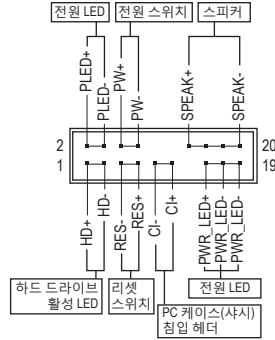 전원 LED
전원 스위치
스피커
PLED+
PLED-
PW+
PW-
SPEAK+
SPEAK-
2
20
1
19
HD+
HD-
RES-
RES+
CI-
CI+
PWR_LED+
PWR_LED-
PWR_LED-
하드 드라이브
활성 LED
리셋
스위치
전원 LED
PC 케이스(샤시)
침입 헤더